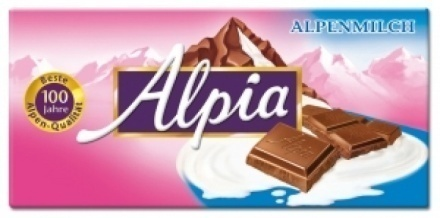 ALPENMILCH
Beste
100
Jahre
Alpen-Qualität
Alpia